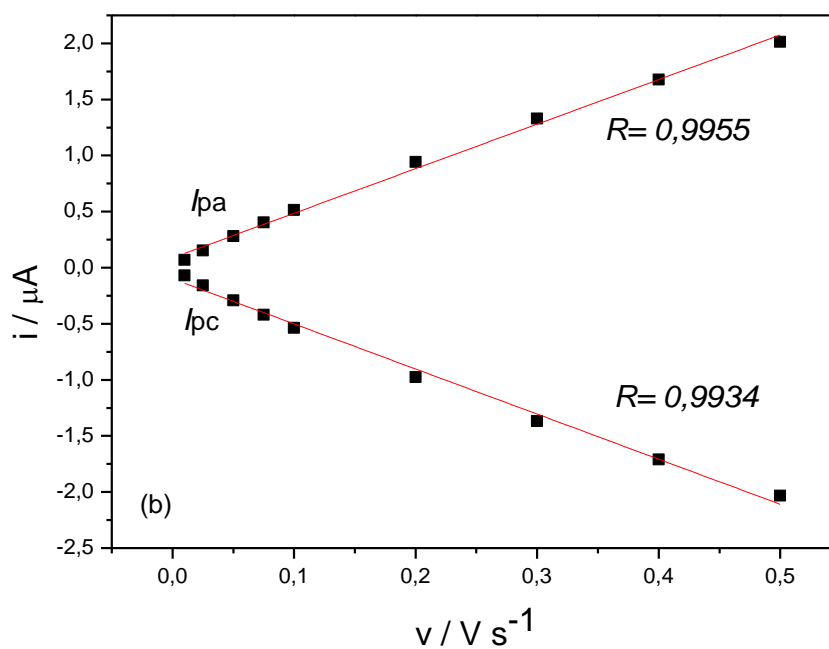 2,0
1,5
1,0
0,5
0,0
-0,5
-1,0
-1,5
-2,0
-2,5
i / μA
Ipa
R= 0,9955
Ipc
R= 0,9934
(b)
0,0 0,1 0,2 0,3 0,4 0,5
v / V s-1